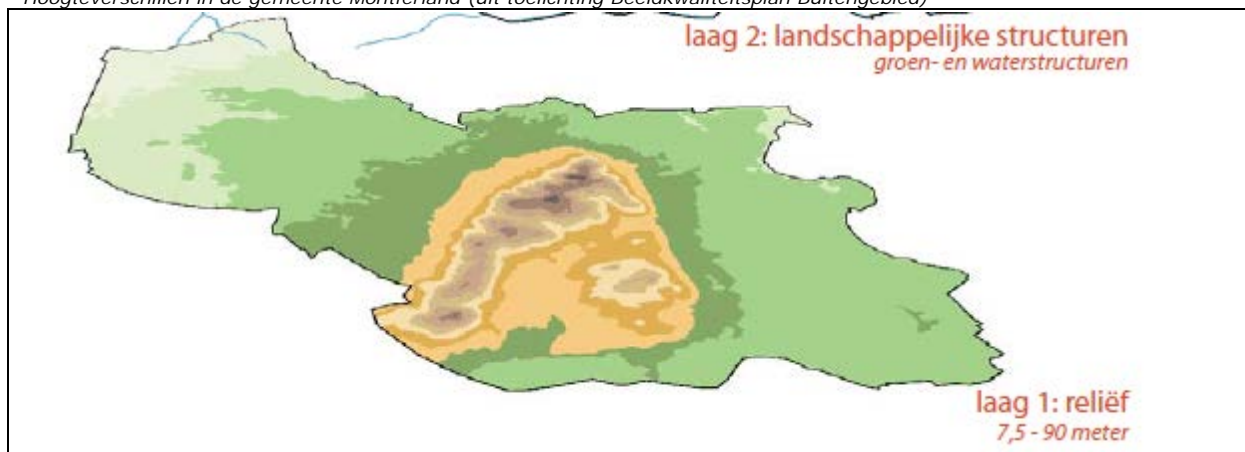 Hoogteverschillen in de gemeente Montferland (uit toelichting Beeldkwaliteitsplan Buitengebied)
laag 2: landschappelijke structuren
groen- en waterstructuren
laag 1: reliëf
7,5 - 90 meter